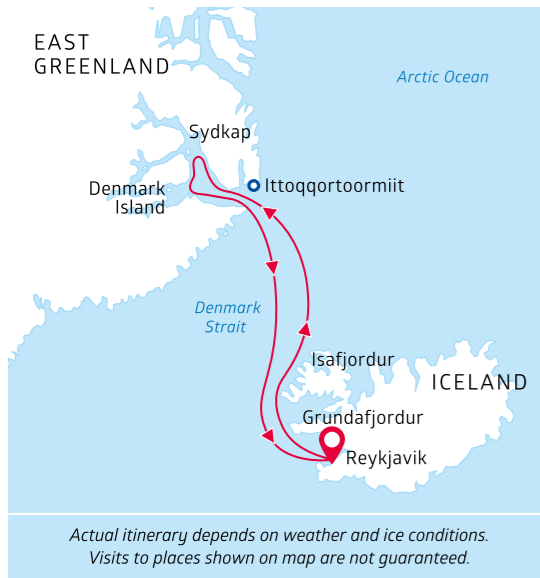 EAST
GREENLAND
Arctic Ocean
Sydkap
Ittoqqortoormiit
Denmark
Island
Denmark
Strait
Isafjordur
ICELAND
Grundafjordur
Reykjavik
Actual itinerary depends on weather and ice conditions.
Visits to places shown on map are not guaranteed.